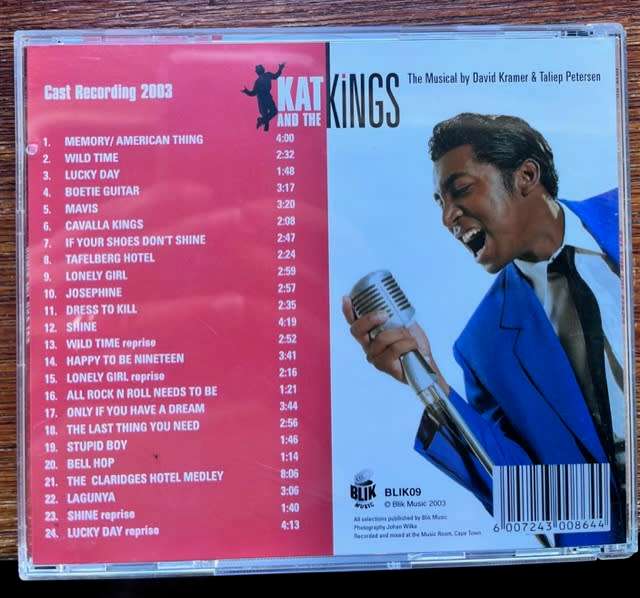 Cast Recording 2003
KAT
AND THE
KiNGS
The Musical by David Kramer & Taliep Petersen
1. MEMORY/ AMERICAN THING 4:00
2. WILD TIME 2:32
3. LUCKY DAY 1:48
4. BOETIE GUITAR 3:17
5. MAVIS 3:20
6. CAVALLA KINGS 2:08
7. IF YOUR SHOES DON'T SHINE 2:47
8. TAFELBERG HOTEL 2:24
9. LONELY GIRL 2:59
10. JOSEPHINE 2:57
11. DRESS TO KILL 2:35
12. SHINE 4:19
13. WILD TIME reprise 2:52
14. HAPPY TO BE NINETEEN 3:41
15. LONELY GIRL reprise 2:16
16. ALL ROCK N ROLL NEEDS TO BE 1:21
17. ONLY IF YOU HAVE A DREAM 3:44
18. THE LAST THING YOU NEED 2:56
19. STUPID BOY 1:46
20. BELL HOP 1:14
21. THE CLARIDGES HOTEL MEDLEY 8:06
22. LAGUNYA 3:06
23. SHINE reprise 1:40
24. LUCKY DAY reprise 4:13
BLIK
MUSIC
BLIK09
© Blik Music 2003
All selections published by Blik Music
Photography Johan Wilke
Recorded and mixed at the Music Room, Cape Town
6 007243 008644